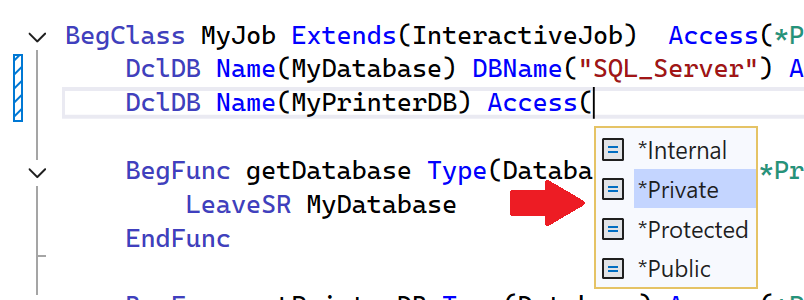 BegClass MyJob Extends(InteractiveJob)  Access(*P
DclDB Name(MyDatabase) DBName("SQL_Server") A
DclDB Name(MyPrinterDB) Access(
*Internal
BegFunc getDatabase Type(Databa *Pr
*Private
LeaveSR MyDatabase
*Protected
EndFunc
*Public